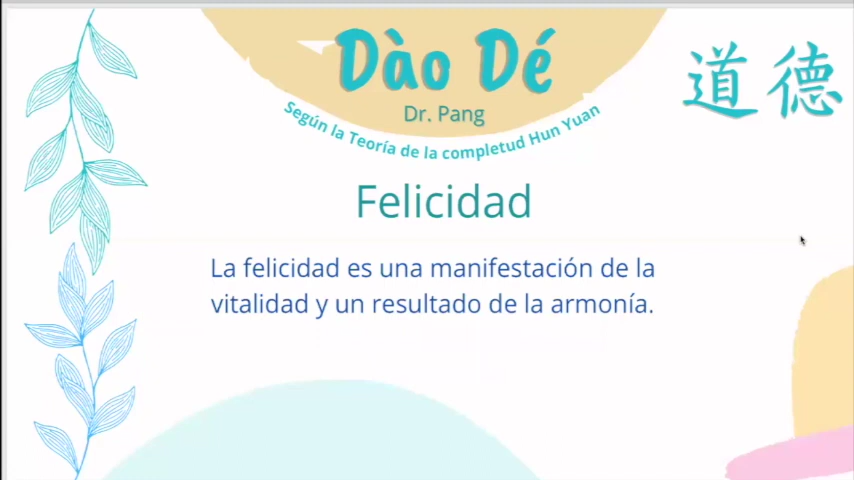 Dào Dé
道德
Dr. Pang
Según la Teoría de la completud Hun Yuan
Felicidad
La felicidad es una manifestación de la
vitalidad y un resultado de la armonía.